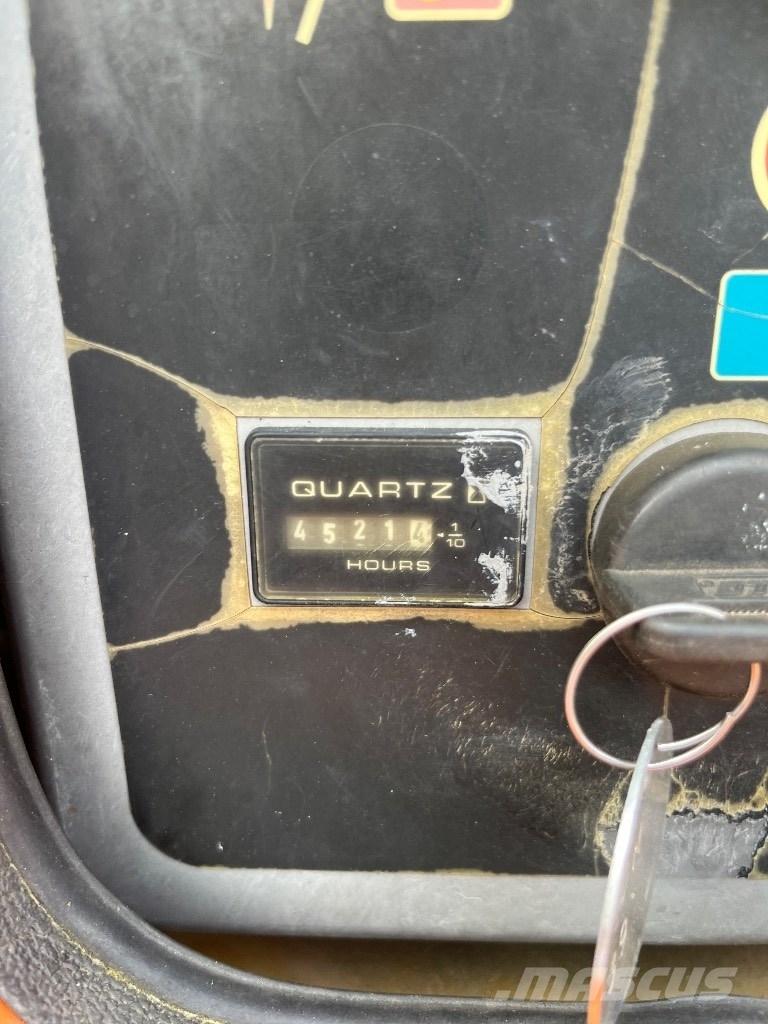 QUARTZ
4521 1/10
HOURS
MASCUS